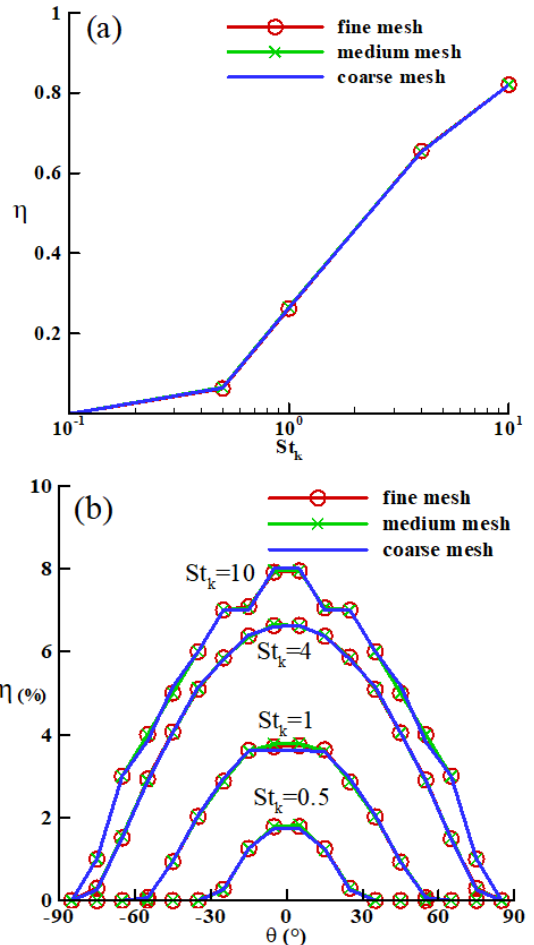 (a)
fine mesh
medium mesh
coarse mesh
1
0.8
0.6
η
0.4
0.2
10⁻¹ 10⁰ 10¹
Stₖ
(b)
fine mesh
medium mesh
coarse mesh
10
8
Stₖ=10
6
Stₖ=4
η (%)
4
Stₖ=1
Stₖ=0.5
2
0
-90 -60 -30 0 30 60 90
θ (°)